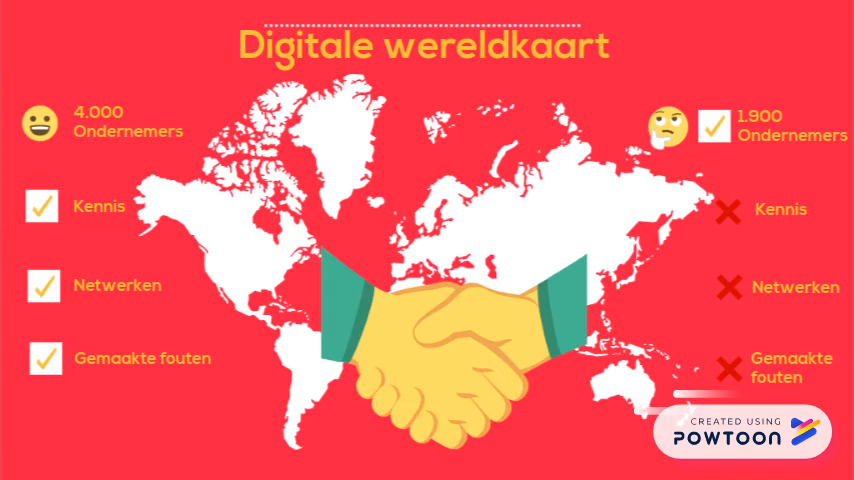 Digitale wereldkaart
4.000
Ondernemers
Kennis
Netwerken
Gemaakte fouten
1.900
Ondernemers
Kennis
Netwerken
Gemaakte
fouten
CREATED USING
POWTOON